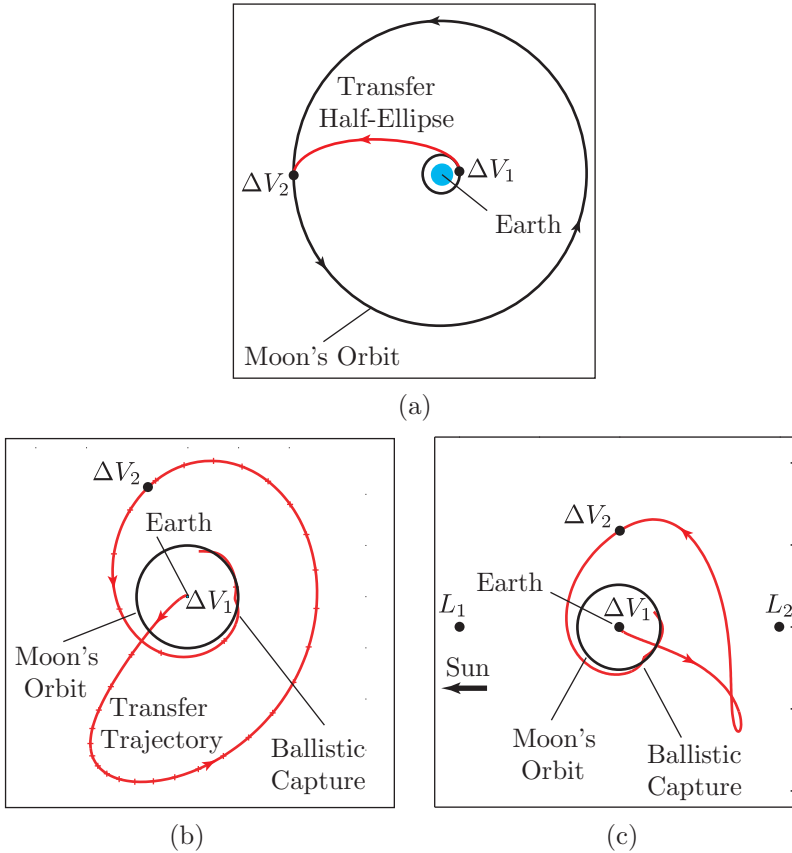 Transfer
Half-Ellipse
ΔV₂
ΔV₁
Earth
Moon's Orbit
(a)
ΔV₂
Earth
ΔV₁
Moon's
Orbit
Transfer
Trajectory
Ballistic
Capture
(b)
ΔV₂
Earth
ΔV₁
L₁
L₂
Sun
Moon's
Orbit
Ballistic
Capture
(c)